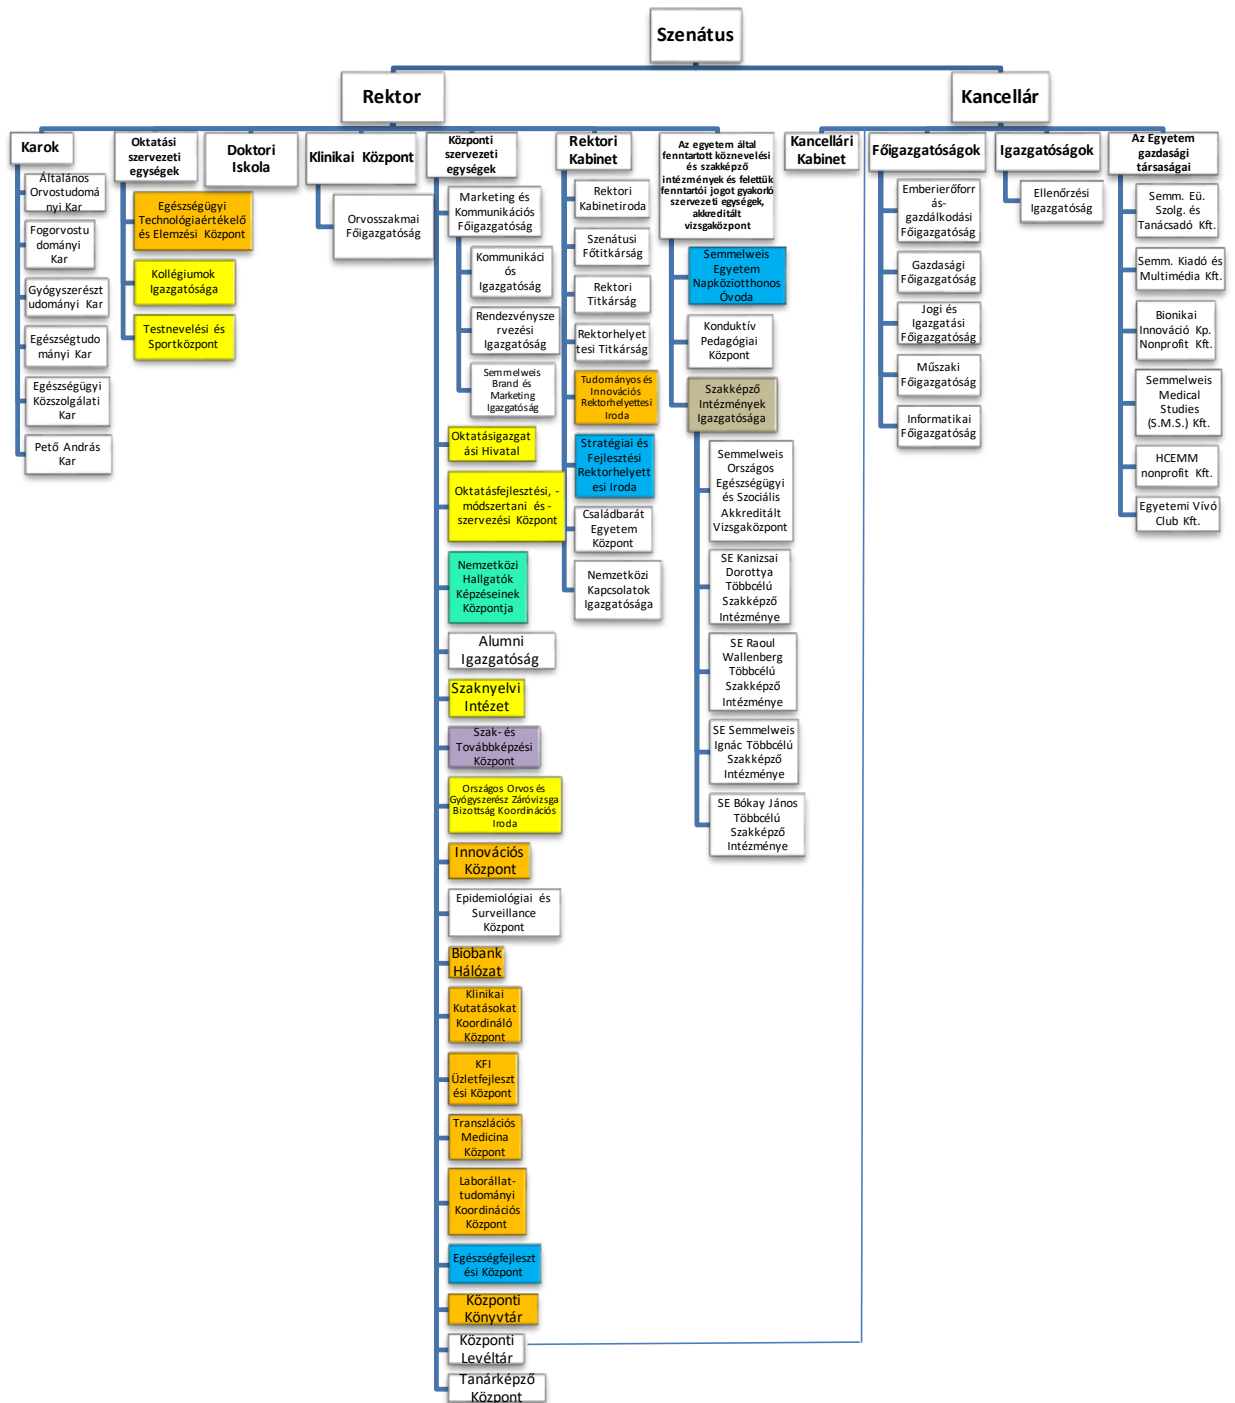 Szenátus
Rektor
Kancellár
Karok
Általános
Orvostudomá
nyi Kar
Fogorvostu
dományi
Kar
Gyógyszerészt
udományi Kar
Egészségtudo
mányi Kar
Egészségügyi
Közszolgálati
Kar
Pető András
Kar
Oktatási
szervezeti
egységek
Egészségügyi
Technológiaértékelő
és Elemzési Központ
Kollégiumok
Igazgatósága
Testnevelési és
Sportközpont
Doktori
Iskola
Klinikai Központ
Orvosszakmai
Főigazgatóság
Központi
szervezeti
egységek
Marketing és
Kommunikációs
Főigazgatóság
Kommunikáci
ós
Igazgatóság
Rendezvénysze
rvezési
Igazgatóság
Semmelweis
Brand és
Marketing
Igazgatóság
Oktatásigazgat
ási Hivatal
Oktatásfejlesztési, -
módszertani és -
szervezési Központ
Nemzetközi
Hallgatók
Képzéseinek
Központja
Alumni
Igazgatóság
Szaknyelvi
Intézet
Szak- és
Továbbképzési
Központ
Országos Orvos és
Gyógyszerész Záróvizsga
Bizottság Koordinációs
Iroda
Innovációs
Központ
Epidemiológiai és
Surveillance
Központ
Biobank
Hálózat
Klinikai
Kutatásokat
Koordináló
Központ
KFI
Üzletfejleszt
ési Központ
Transzlációs
Medicina
Központ
Laborállat-
tudományi
Koordinációs
Központ
Egészségfejleszt
ési Központ
Központi
Könyvtár
Központi
Levéltár
Tanárképző
Központ
Rektori
Kabinet
Rektori
Kabinetiroda
Szenátusi
Főtitkárság
Rektori
Titkárság
Rektorhelyet
tesi Titkárság
Tudományos és
Innovációs
Rektorhelyettesi
Iroda
Stratégiai és
Fejlesztési
Rektorhelyett
esi Iroda
Családbarát
Egyetem
Központ
Nemzetközi
Kapcsolatok
Igazgatósága
Az egyetem által
fenntartott köznevelési
és szakképző
intézmények és felettük
fenntartói jogot gyakorló
szervezeti egységek,
akkreditált
vizsgaközpont
Semmelweis
Egyetem
Napköziotthonos
Óvoda
Konduktív
Pedagógiai
Központ
Szakképző
Intézmények
Igazgatósága
Semmelweis
Országos
Egészségügyi
és Szociális
Akkreditált
Vizsgaközpont
SE Kanizsai
Dorottya
Többcélú
Szakképző
Intézménye
SE Raoul
Wallenberg
Többcélú
Szakképző
Intézménye
SE Semmelweis
Ignác Többcélú
Szakképző
Intézménye
SE Bókay János
Többcélú
Szakképző
Intézménye
Kancellári
Kabinet
Főigazgatóságok
Emberierőforr
ás-
gazdálkodási
Főigazgatóság
Gazdasági
Főigazgatóság
Jogi és
Igazgatási
Főigazgatóság
Műszaki
Főigazgatóság
Informatikai
Főigazgatóság
Igazgatóságok
Ellenőrzési
Igazgatóság
Az Egyetem
gazdasági
társaságai
Semm. Eü.
Szolg. és
Tanácsadó Kft.
Semm. Kiadó és
Multimédia Kft.
Bionikai
Innováció Kp.
Nonprofit Kft.
Semmelweis
Medical
Studies
(S.M.S.) Kft.
HCEMM
nonprofit Kft.
Egyetemi Vívó
Club Kft.